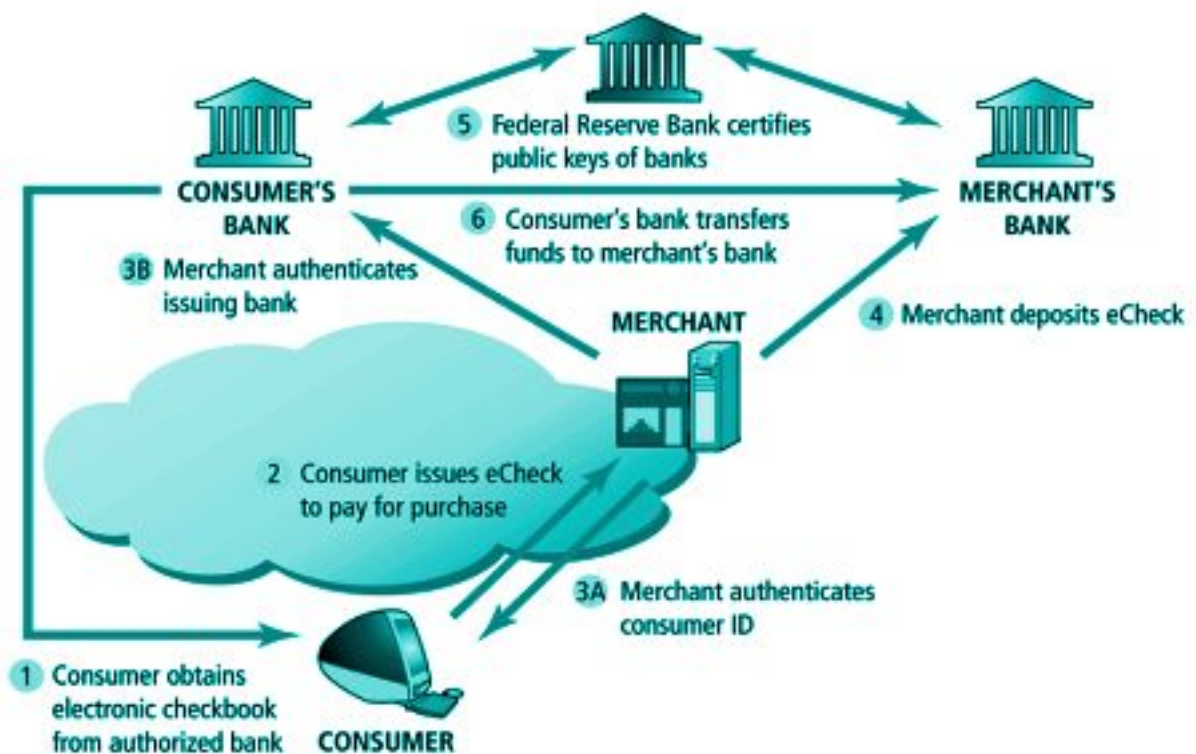 5 Federal Reserve Bank certifies
public keys of banks
CONSUMER'S
BANK
MERCHANT'S
BANK
6 Consumer's bank transfers
funds to merchant's bank
3B Merchant authenticates
issuing bank
MERCHANT
4 Merchant deposits eCheck
2 Consumer issues eCheck
to pay for purchase
3A Merchant authenticates
consumer ID
1 Consumer obtains
electronic checkbook
from authorized bank
CONSUMER